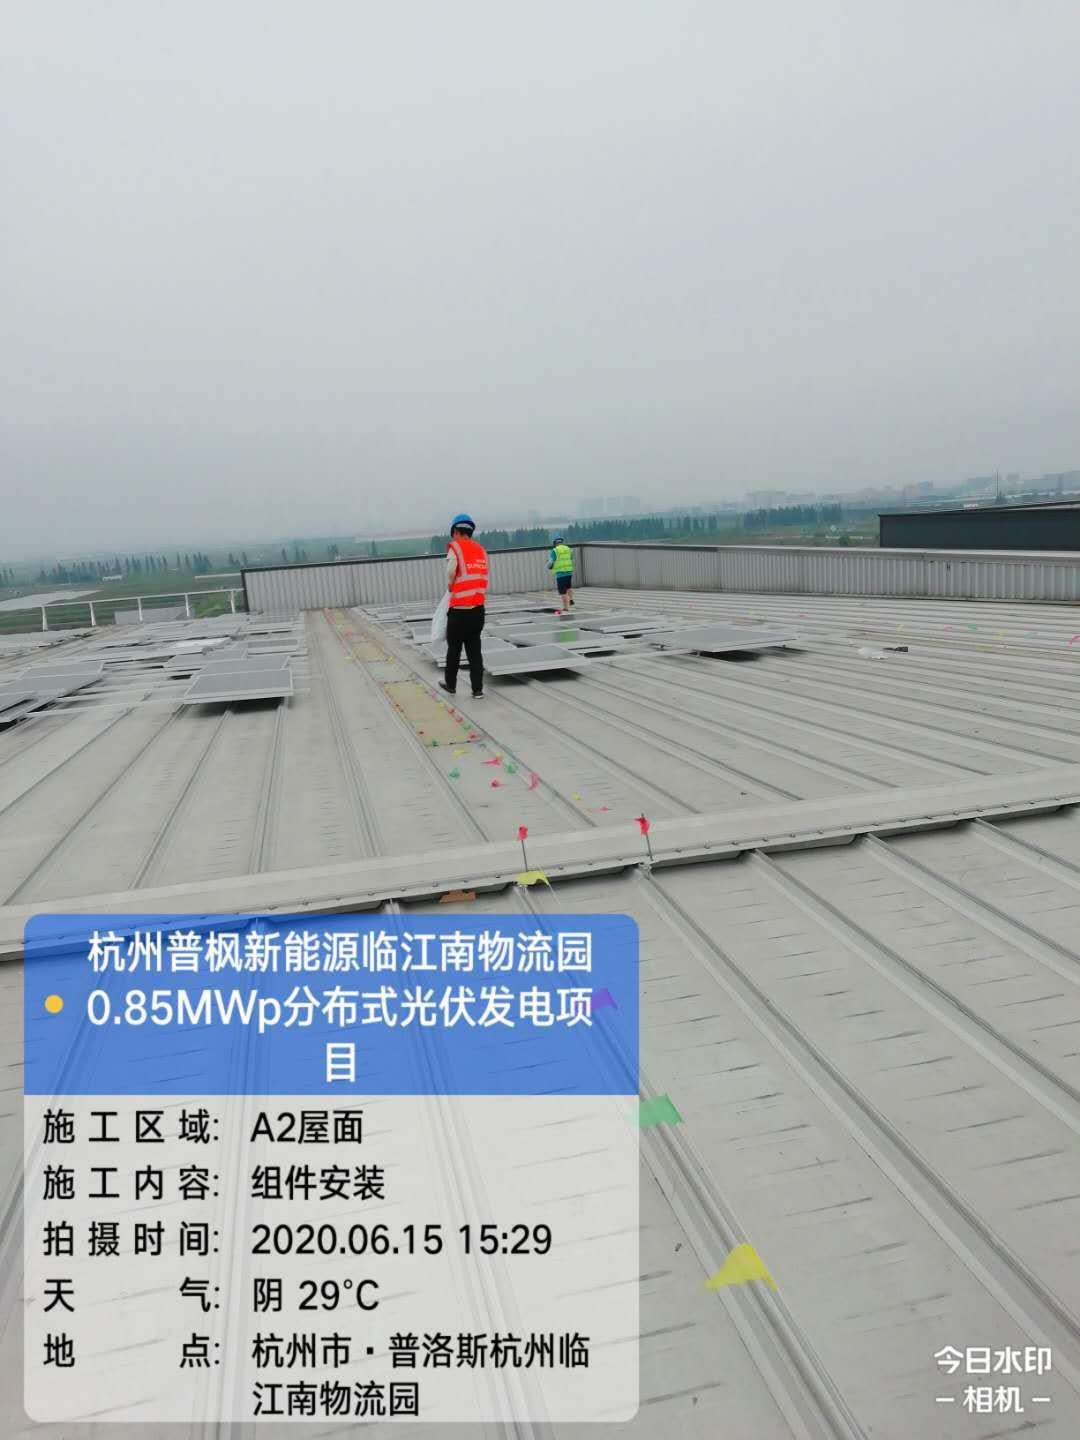 杭州普枫新能源临江南物流园
0.85MWp分布式光伏发电项
目
施工区域: A2屋面
施工内容: 组件安装
拍摄时间: 2020.06.15 15:29
天气: 阴 29°C
地点: 杭州市·普洛斯杭州临
江南物流园
今日水印
－相机－